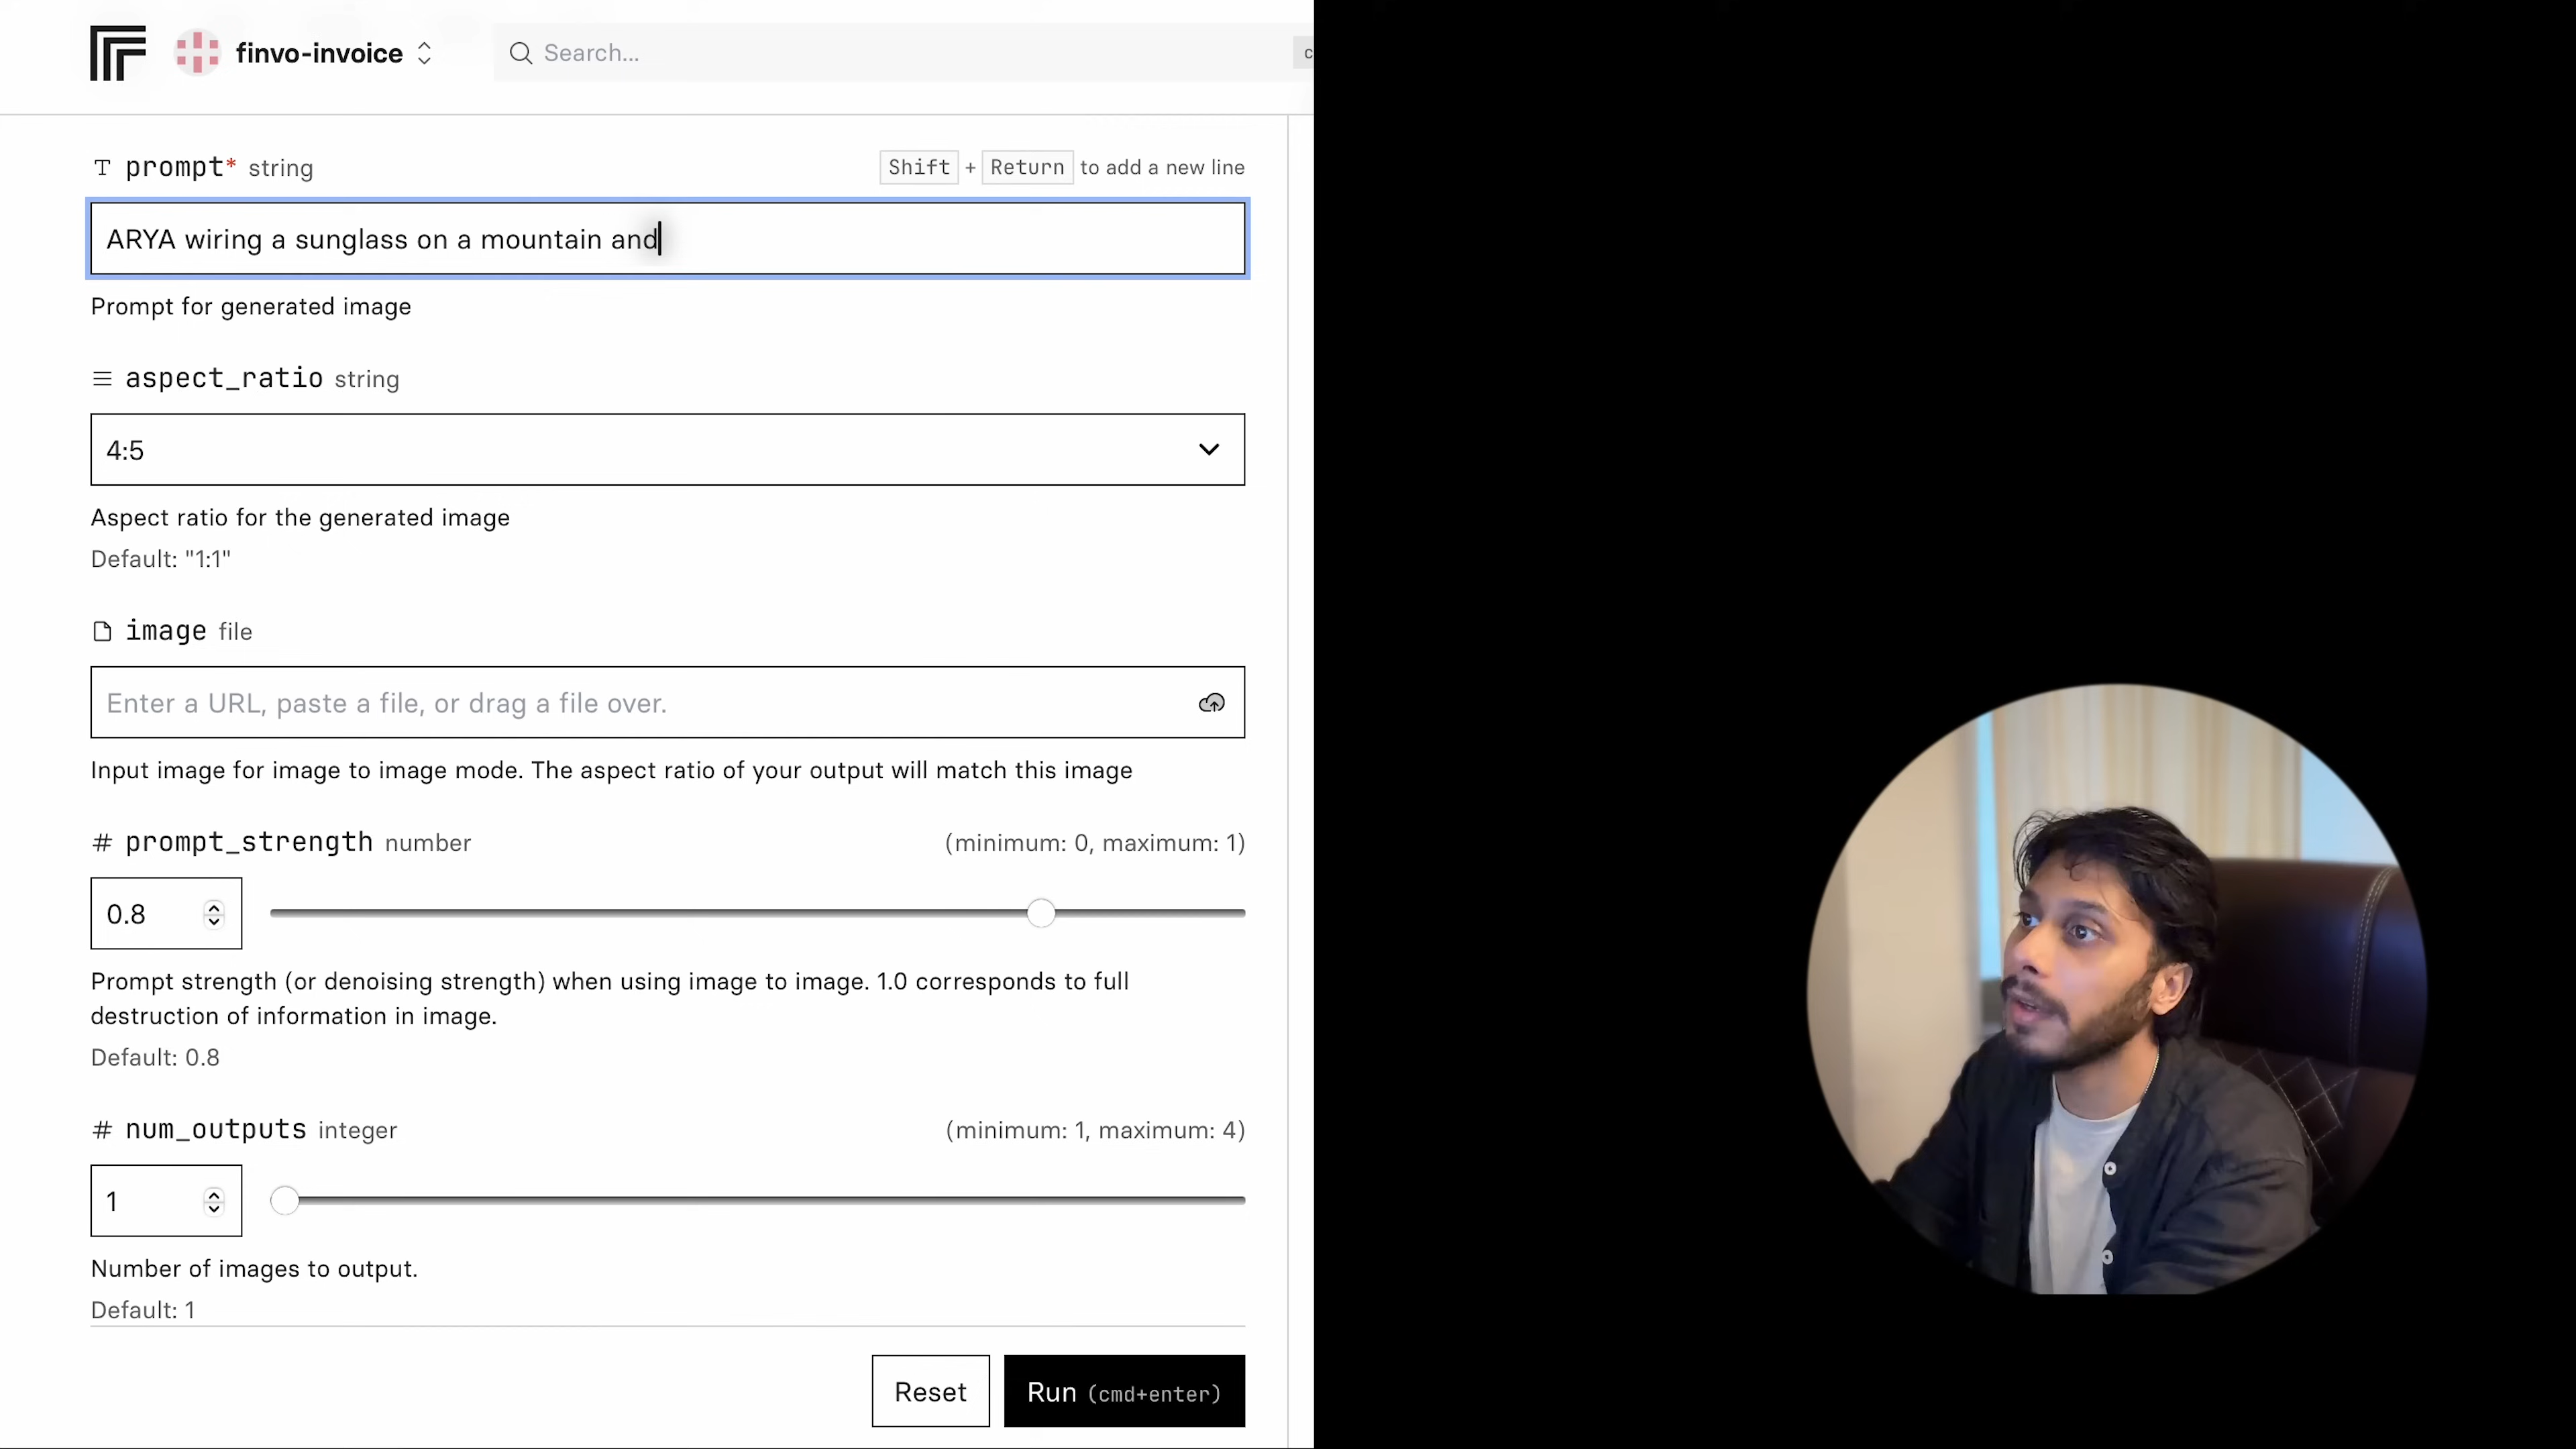 finvo-invoice
Search...
c
prompt* string
Shift + Return to add a new line
ARYA wiring a sunglass on a mountain and
Prompt for generated image
aspect_ratio string
4:5
Aspect ratio for the generated image
Default: "1:1"
image file
Enter a URL, paste a file, or drag a file over.
Input image for image to image mode. The aspect ratio of your output will match this image
# prompt_strength number
(minimum: 0, maximum: 1)
0.8
Prompt strength (or denoising strength) when using image to image. 1.0 corresponds to full
destruction of information in image.
Default: 0.8
# num_outputs integer
(minimum: 1, maximum: 4)
1
Number of images to output.
Default: 1
Reset
Run (cmd+enter)